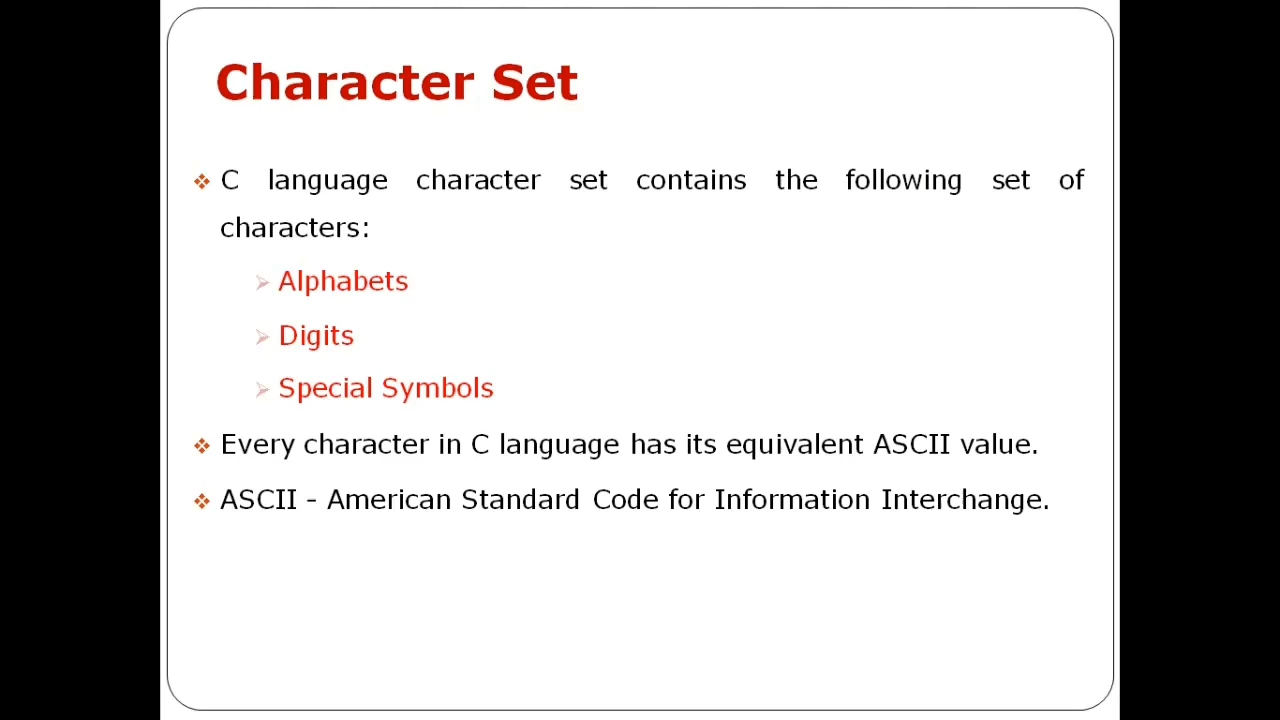 Character Set
C language character set contains the following set of
characters:
Alphabets
Digits
Special Symbols
Every character in C language has its equivalent ASCII value.
ASCII - American Standard Code for Information Interchange.